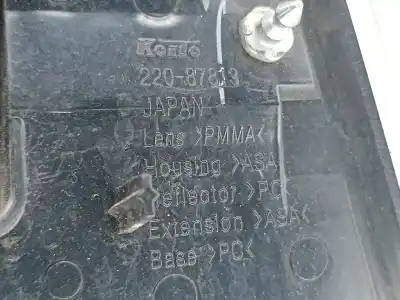 Koito
220-87813
JAPAN
Lens >PMMA<
Housing >ASA<
Reflector >PC<
Extension >ASA<
Base >PC<